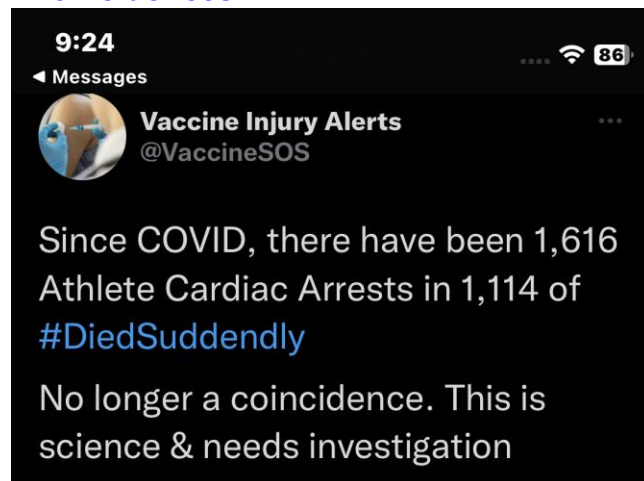 9:24
86
◀ Messages
Vaccine Injury Alerts
@VaccineSOS
Since COVID, there have been 1,616
Athlete Cardiac Arrests in 1,114 of
#DiedSuddendly
No longer a coincidence. This is
science & needs investigation